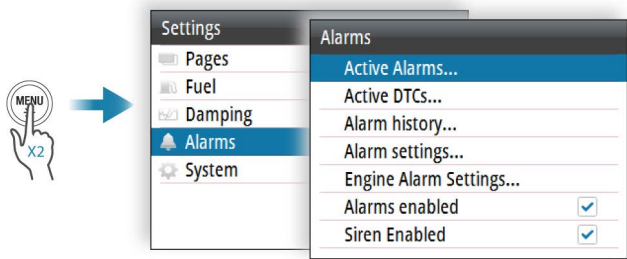 MENU
X2
Settings
Pages
Fuel
Damping
Alarms
System
Alarms
Active Alarms...
Active DTCs...
Alarm history...
Alarm settings...
Engine Alarm Settings...
Alarms enabled
Siren Enabled